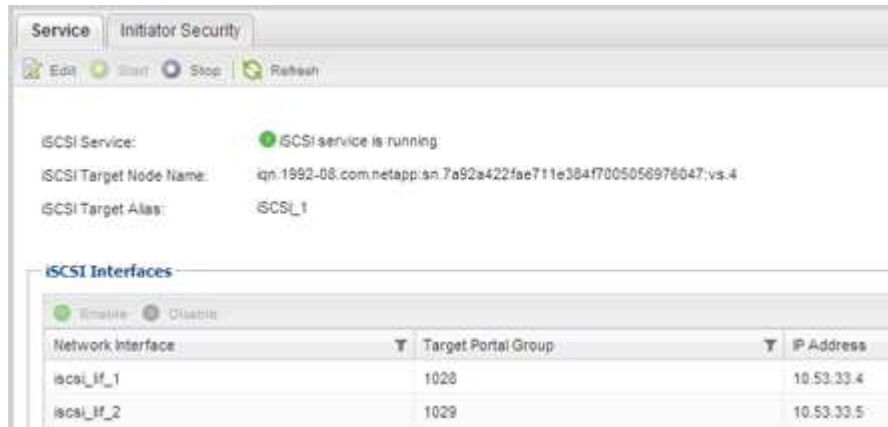 Service Initiator Security
Edit Start Stop Refresh
iSCSI Service: iSCSI service is running
iSCSI Target Node Name: iqn.1992-08.com.netapp:sn.7a92a422fae711e384f7005056976047:vs.4
iSCSI Target Alias: iSCSI_1
iSCSI Interfaces
Enable Disable
Network Interface Target Portal Group IP Address
iscsi_lif_1 1028 10.53.33.4
iscsi_lif_2 1029 10.53.33.5